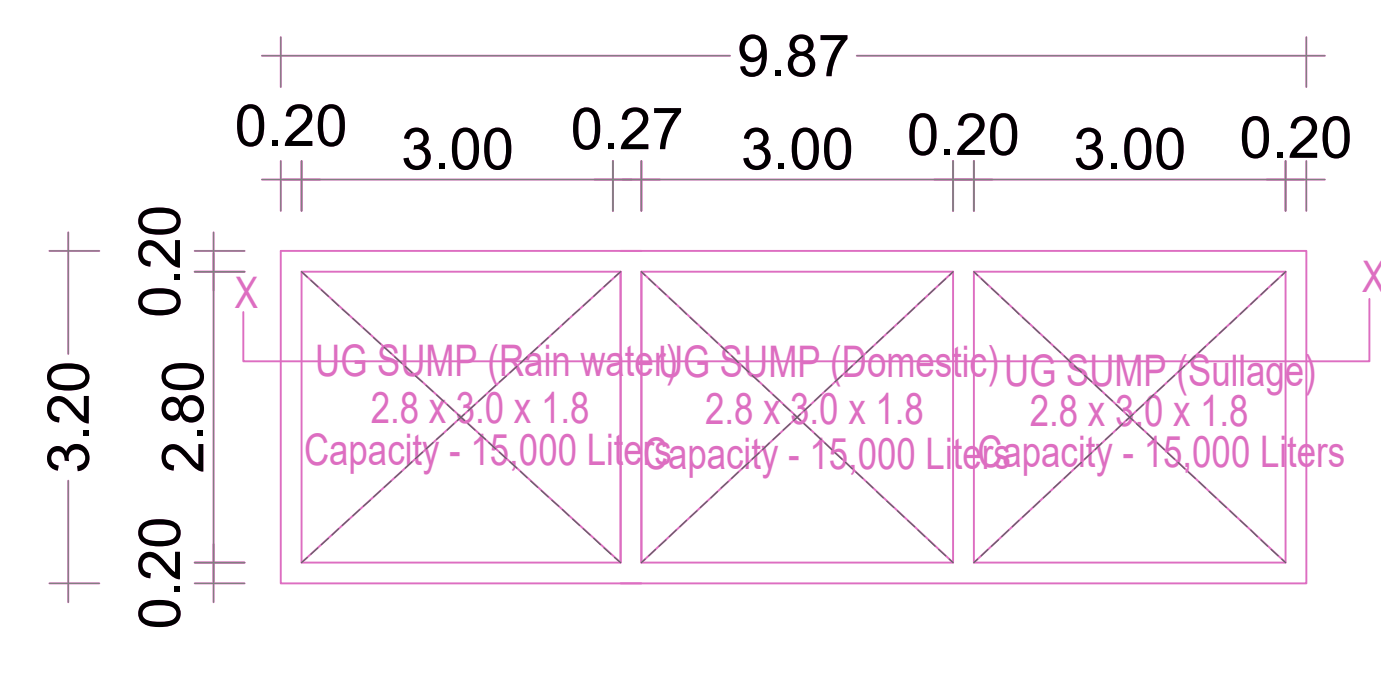 9.87
0.20 3.00 0.27 3.00 0.20 3.00 0.20
0.20
X X
UG SUMP (Rain water) UG SUMP (Domestic) UG SUMP (Sullage)
3.20 2.80
2.8 x 3.0 x 1.8 2.8 x 3.0 x 1.8 2.8 x 3.0 x 1.8
Capacity - 15,000 Liters Capacity - 15,000 Liters Capacity - 15,000 Liters
0.20